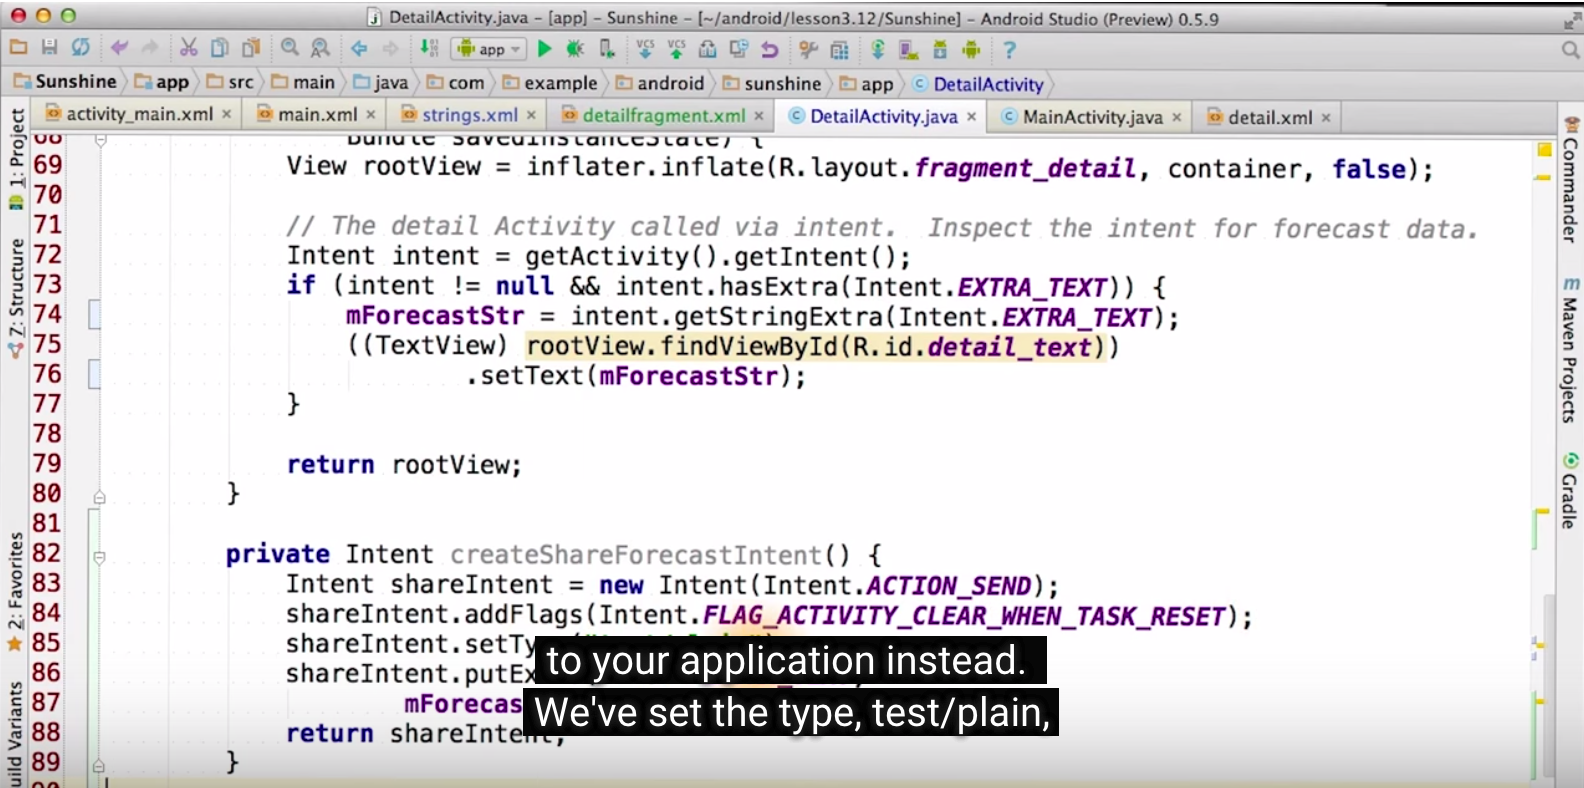 DetailActivity.java – [app] – Sunshine – [~/android/lesson3.12/Sunshine] – Android Studio (Preview) 0.5.9
app
Sunshine app src main java com example android sunshine app DetailActivity
activity_main.xml main.xml strings.xml detailfragment.xml DetailActivity.java MainActivity.java detail.xml
1: Project
Z: Structure
2: Favorites
Build Variants
68 Bundle savedInstanceState) {
69 View rootView = inflater.inflate(R.layout.fragment_detail, container, false);
70
71 // The detail Activity called via intent.  Inspect the intent for forecast data.
72 Intent intent = getActivity().getIntent();
73 if (intent != null && intent.hasExtra(Intent.EXTRA_TEXT)) {
74 mForecastStr = intent.getStringExtra(Intent.EXTRA_TEXT);
75 ((TextView) rootView.findViewById(R.id.detail_text))
76 .setText(mForecastStr);
77 }
78
79 return rootView;
80 }
81
82 private Intent createShareForecastIntent() {
83 Intent shareIntent = new Intent(Intent.ACTION_SEND);
84 shareIntent.addFlags(Intent.FLAG_ACTIVITY_CLEAR_WHEN_TASK_RESET);
85 shareIntent.setTy
86 shareIntent.putEx
87 mForecas
88 return shareIntent;
89 }
90
to your application instead.
We've set the type, test/plain,
Commander
m Maven Projects
Gradle